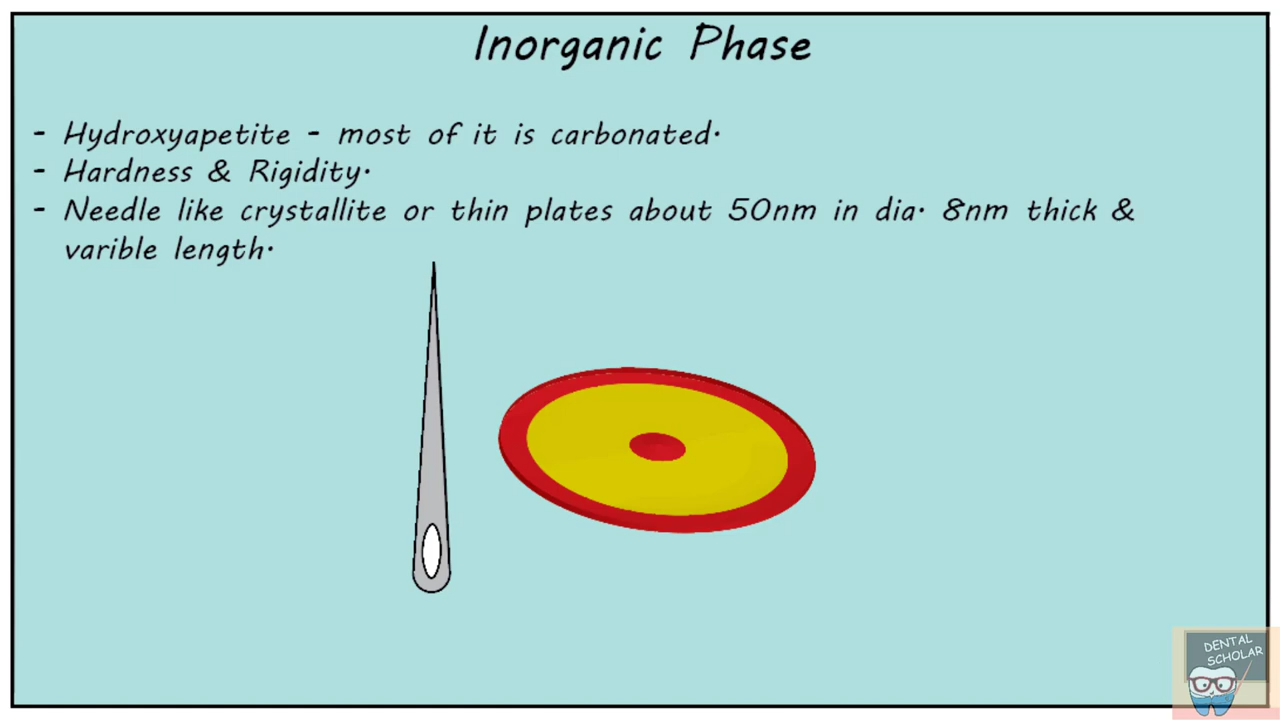 Inorganic Phase
- Hydroxyapetite - most of it is carbonated.
- Hardness & Rigidity.
- Needle like crystallite or thin plates about 50nm in dia. 8nm thick &
varible length.
DENTAL
SCHOLAR